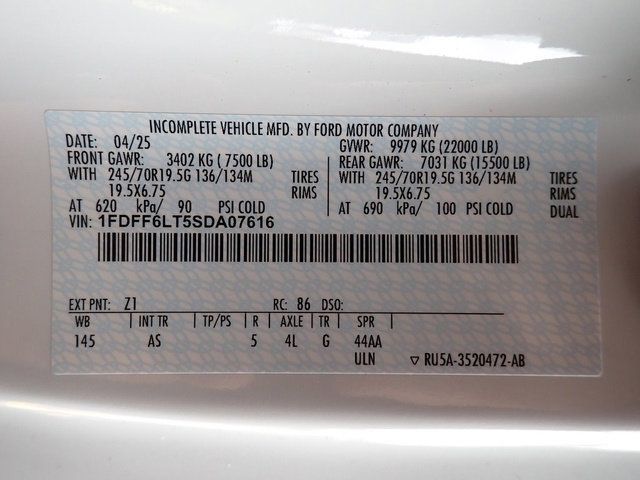 INCOMPLETE VEHICLE MFD. BY FORD MOTOR COMPANY
DATE: 04/25 GVWR: 9979 KG (22000 LB)
FRONT GAWR: 3402 KG ( 7500 LB) REAR GAWR: 7031 KG (15500 LB)
WITH 245/70R19.5G 136/134M TIRES WITH 245/70R19.5G 136/134M TIRES
19.5X6.75 RIMS 19.5X6.75 RIMS
AT 620 kPa/ 90 PSI COLD AT 690 kPa/ 100 PSI COLD DUAL
VIN: 1FDFF6LT5SDA07616
EXT PNT: Z1 RC: 86 DSO:
WB INT TR TP/PS R AXLE TR SPR
145 AS 5 4L G 44AA
ULN ▽ RU5A-3520472-AB